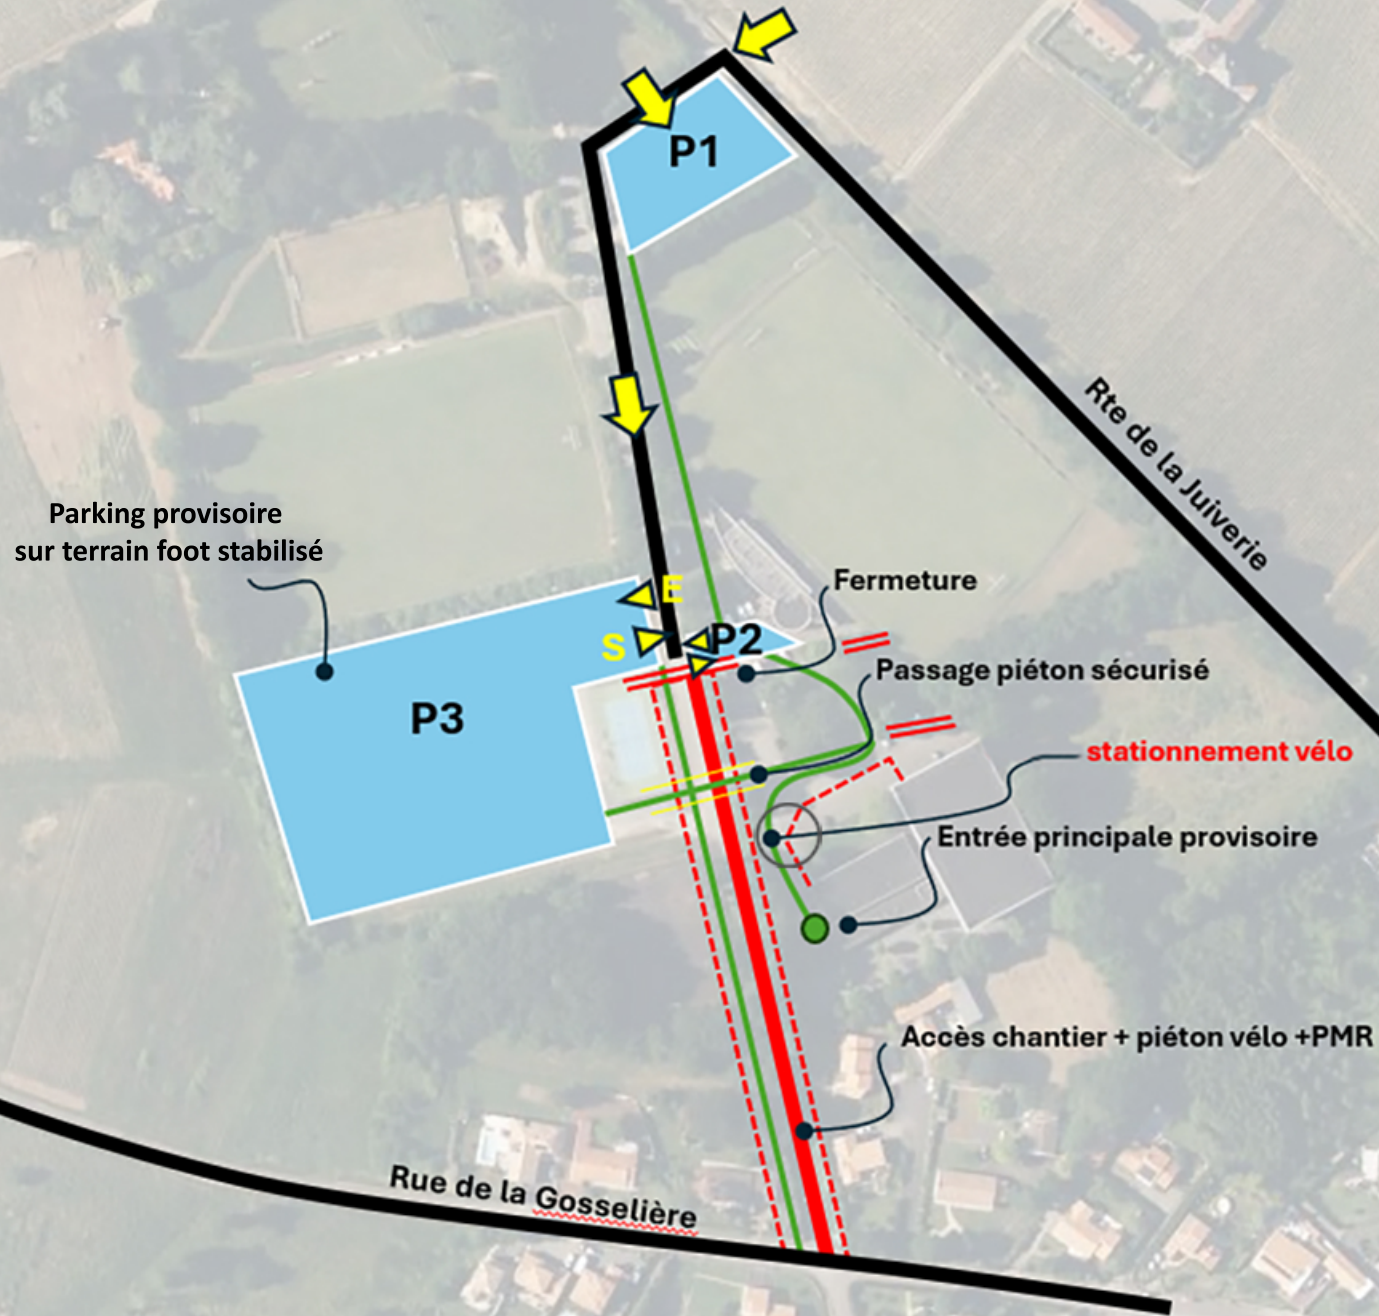 P1
Rte de la Juiverie
Parking provisoire
sur terrain foot stabilisé
Fermeture
E
S
P2
Passage piéton sécurisé
P3
stationnement vélo
Entrée principale provisoire
Accès chantier + piéton vélo +PMR
Rue de la Gosselière